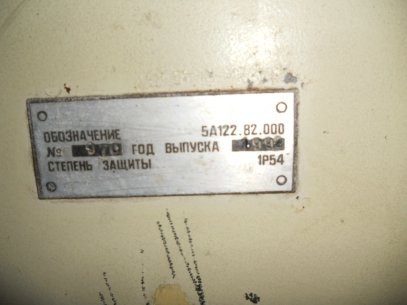 ОБОЗНАЧЕНИЕ 5А122.82.000
№ ГОД ВЫПУСКА
СТЕПЕНЬ ЗАЩИТЫ 1Р54